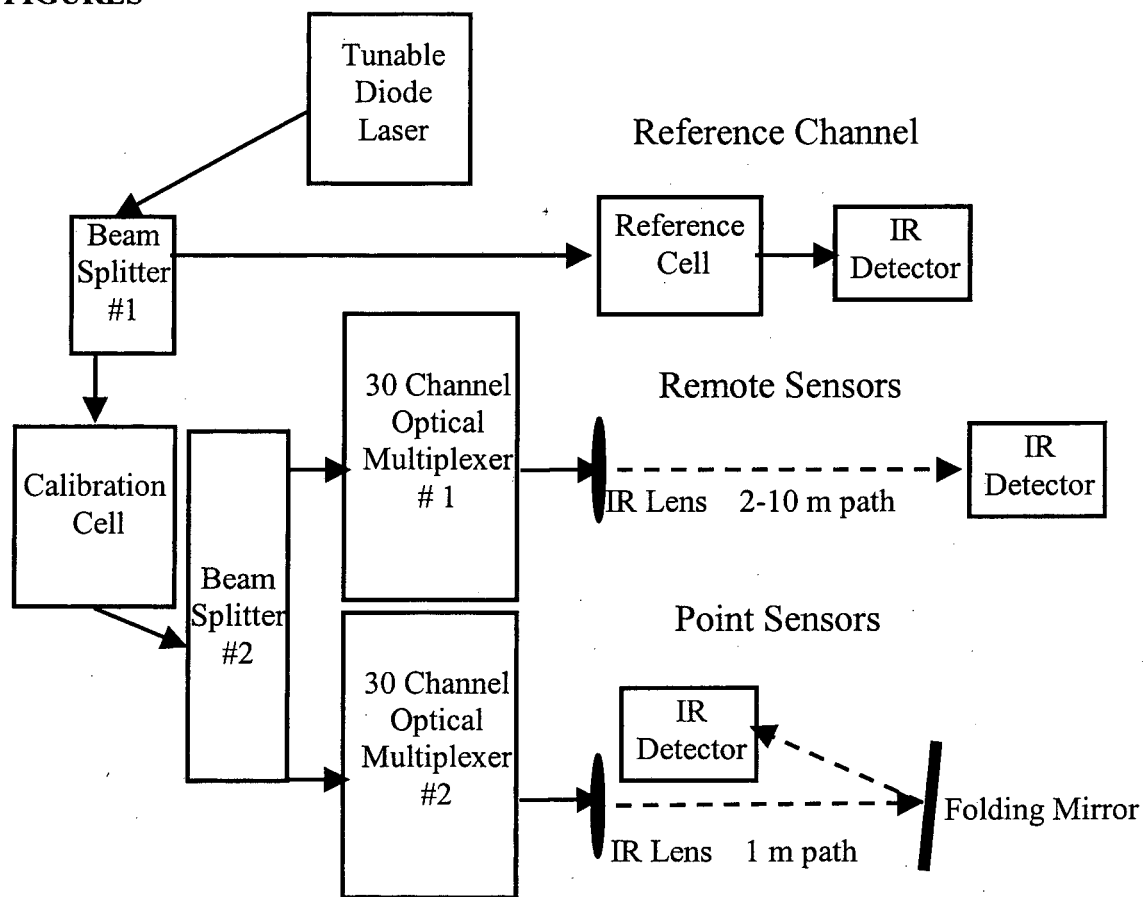 FIGURES
Tunable
Diode
Laser
Reference Channel
Beam
Splitter
#1
Reference
Cell
IR
Detector
30 Channel
Optical
Multiplexer
# 1
Remote Sensors
IR
Detector
IR Lens 2-10 m path
Calibration
Cell
Beam
Splitter
#2
30 Channel
Optical
Multiplexer
#2
Point Sensors
IR
Detector
Folding Mirror
IR Lens 1 m path